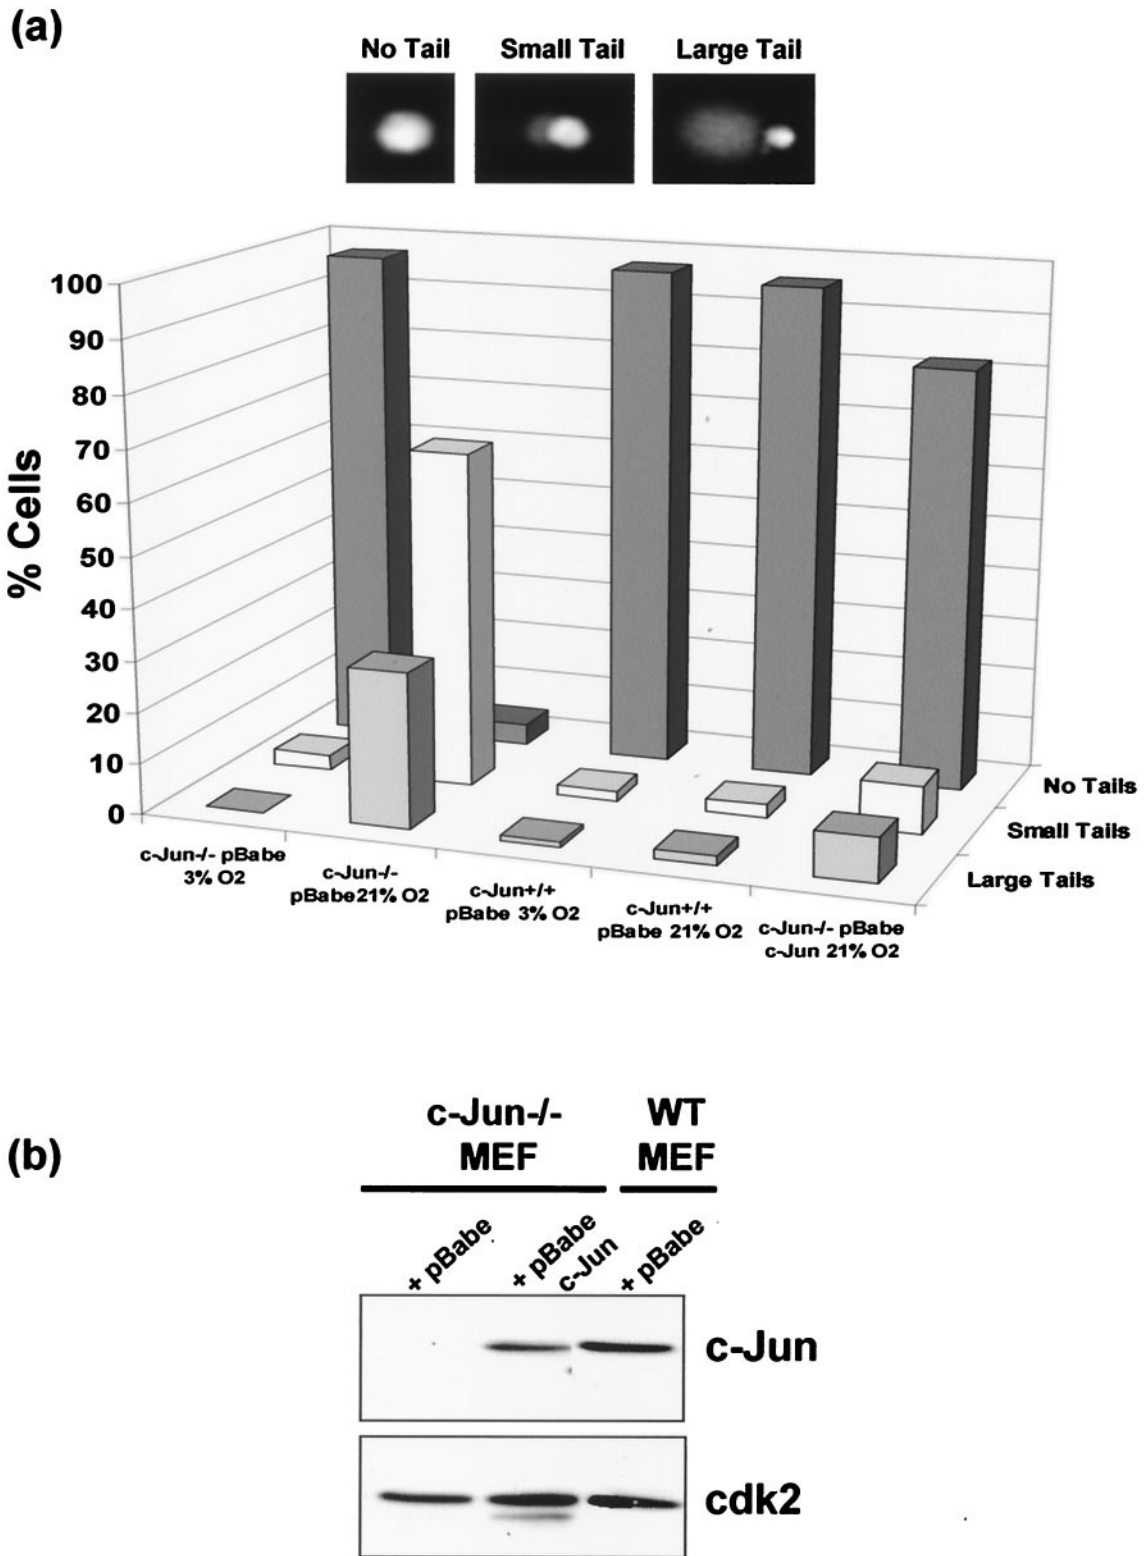 (a)
No Tail Small Tail Large Tail
% Cells
100
90
80
70
60
50
40
30
20
10
0
No Tails
Small Tails
Large Tails
c-Jun-/- pBabe
3% O2
c-Jun-/-
pBabe21% O2
c-Jun+/+
pBabe 3% O2
c-Jun+/+
pBabe 21% O2
c-Jun-/- pBabe
c-Jun 21% O2
(b)
c-Jun-/-
MEF
WT
MEF
+ pBabe
+ pBabe
c-Jun
+ pBabe
c-Jun
cdk2